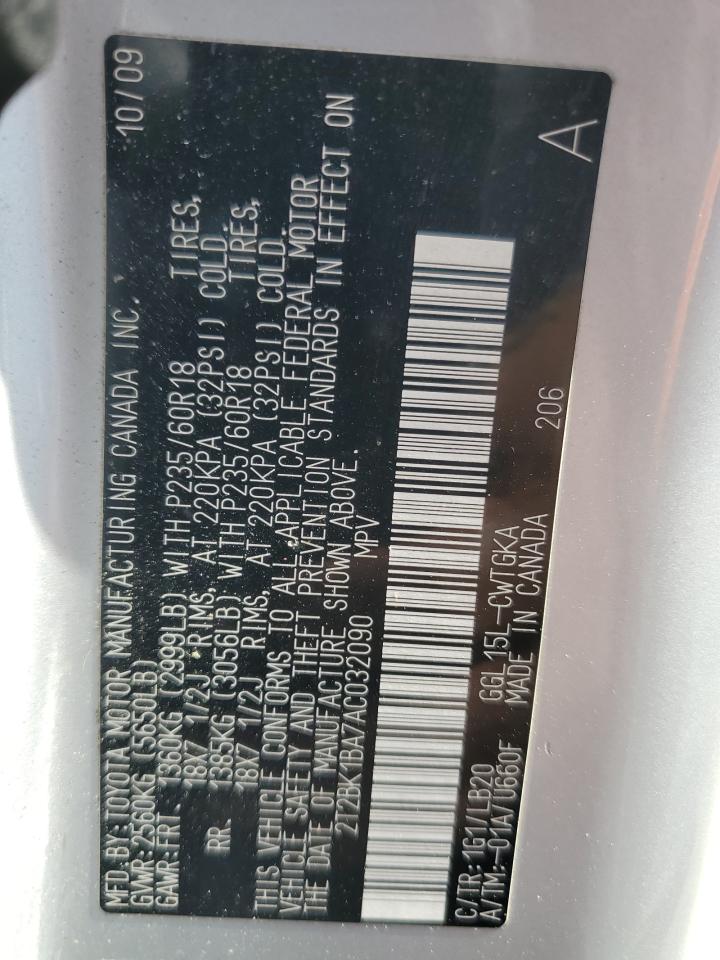 MFD BY: TOYOTA MOTOR MANUFACTURING CANADA INC. 10/09
GVWR: 2560KG (5650LB)
GAWR: FRT. 1360KG (2999LB) WITH P235/60R18 TIRES,
18X7 1/2J RIMS, AT 220KPA (32PSI) COLD.
RR. 1385KG (3056LB) WITH P235/60R18 TIRES,
18X7 1/2J RIMS, AT 220KPA (32PSI) COLD.
THIS VEHICLE CONFORMS TO ALL APPLICABLE FEDERAL MOTOR
VEHICLE SAFETY AND THEFT PREVENTION STANDARDS IN EFFECT ON
THE DATE OF MANUFACTURE SHOWN ABOVE.
2T2BK1BA7AC032090 MPV
A
C/TR: 1G1/LB20 GGL15L-CWTGKA 206
A/TM: -01A/U660F MADE IN CANADA